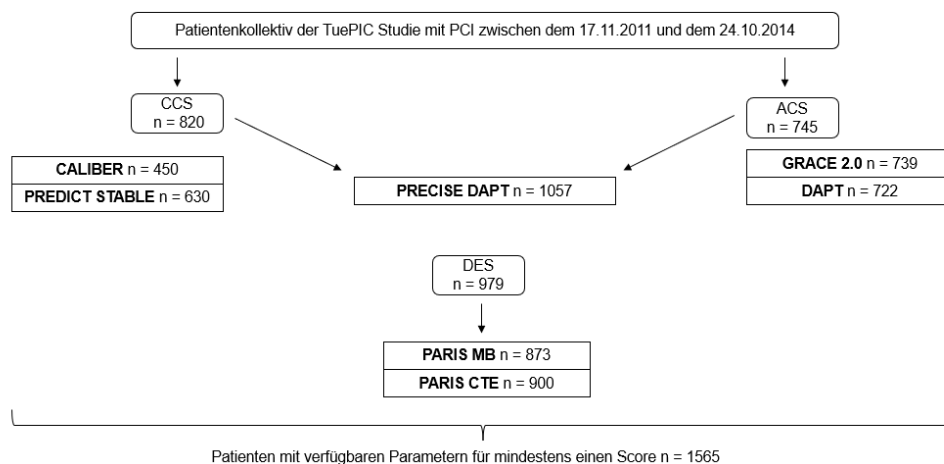 Patientenkollektiv der TuePIC Studie mit PCI zwischen dem 17.11.2011 und dem 24.10.2014
CCS
n = 820
ACS
n = 745
CALIBER n = 450
PREDICT STABLE n = 630
PRECISE DAPT n = 1057
GRACE 2.0 n = 739
DAPT n = 722
DES
n = 979
PARIS MB n = 873
PARIS CTE n = 900
Patienten mit verfügbaren Parametern für mindestens einen Score n = 1565